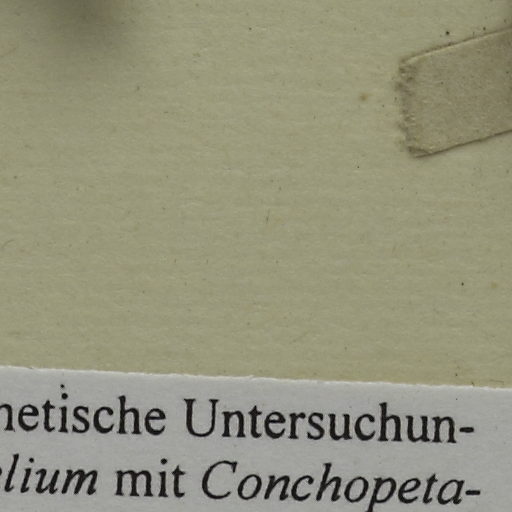 netische Untersuchun-
elium mit Conchopeta-